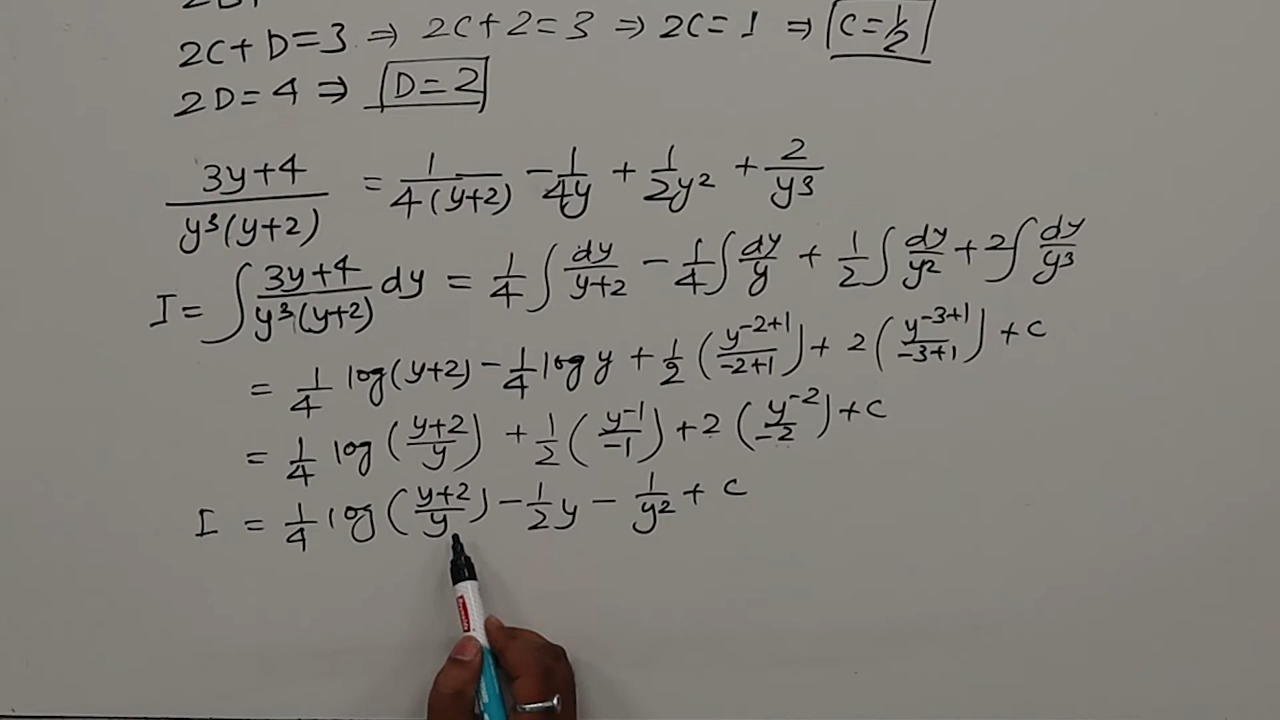 2C+D=3 ⇒ 2C+2=3 ⇒ 2C=1 ⇒ C=1/2
2D=4 ⇒ D=2
(3y+4)/(y³(y+2)) = 1/(4(y+2)) - 1/4y + 1/2y² + 2/y³
I = ∫ (3y+4)/(y³(y+2)) dy = 1/4 ∫ dy/(y+2) - 1/4 ∫ dy/y + 1/2 ∫ dy/y² + 2∫ dy/y³
= 1/4 log(y+2) - 1/4 log y + 1/2 (y⁻²⁺¹/(-2+1)) + 2 (y⁻³⁺¹/(-3+1)) + c
= 1/4 log((y+2)/y) + 1/2 (y⁻¹/-1) + 2 (y⁻²/-2) + c
I = 1/4 log((y+2)/y) - 1/2y - 1/y² + c